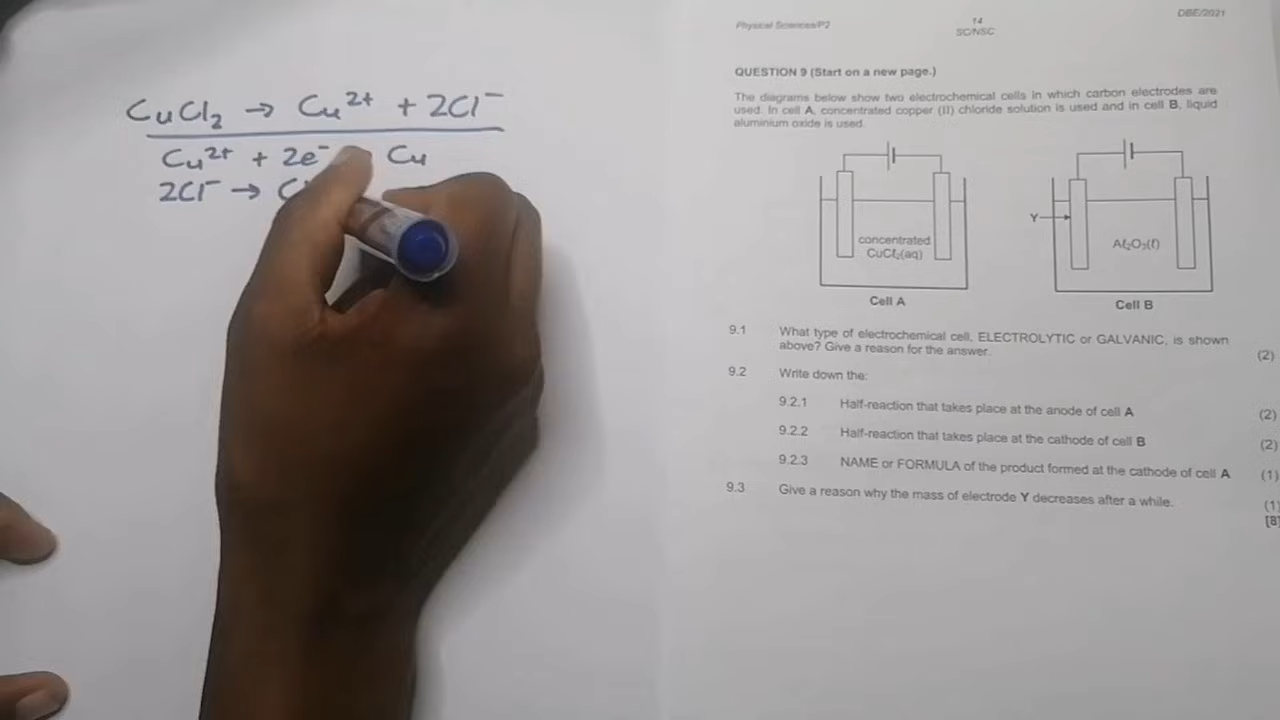 CuCl₂ → Cu²⁺ + 2Cl⁻
Cu²⁺ + 2e⁻ Cu
2Cl⁻ → C
Physical Sciences/P2
14
SC/NSC
DBE/2021
QUESTION 9 (Start on a new page.)
The diagrams below show two electrochemical cells in which carbon electrodes are
used. In cell A, concentrated copper (II) chloride solution is used and in cell B, liquid
aluminium oxide is used.
concentrated
CuCℓ₂(aq)
Cell A
Y
Aℓ₂O₃(ℓ)
Cell B
9.1 What type of electrochemical cell, ELECTROLYTIC or GALVANIC, is shown
above? Give a reason for the answer. (2)
9.2 Write down the:
9.2.1 Half-reaction that takes place at the anode of cell A (2)
9.2.2 Half-reaction that takes place at the cathode of cell B (2)
9.2.3 NAME or FORMULA of the product formed at the cathode of cell A (1)
9.3 Give a reason why the mass of electrode Y decreases after a while. (1)
[8]